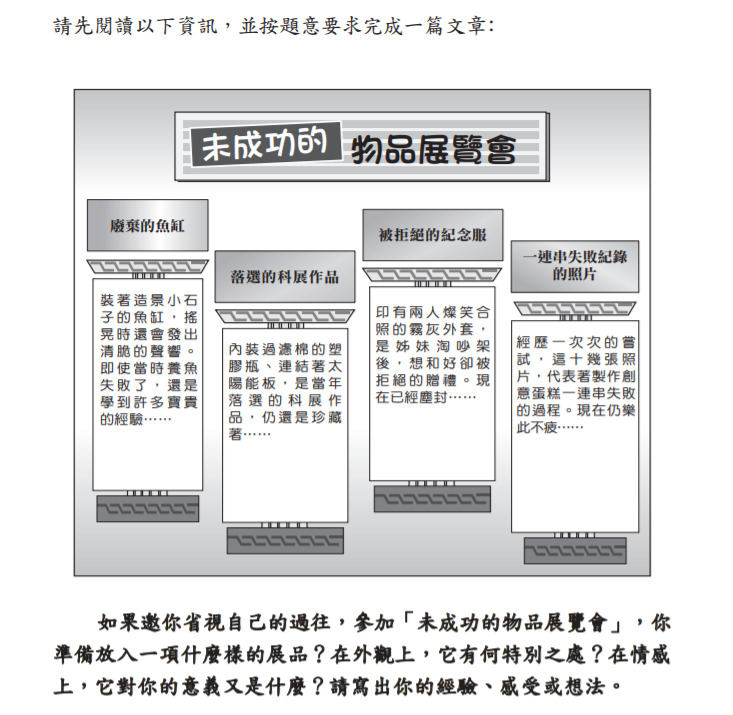 請先閱讀以下資訊，並按題意要求完成一篇文章：
未成功的 物品展覽會
廢棄的魚缸
裝著造景小石
子的魚缸，搖
晃時還會發出
清脆的聲響。
即使當時養魚
失敗了，還是
學到許多寶貴
的經驗……
落選的科展作品
內裝過濾棉的塑
膠瓶、連結著太
陽能板，是當年
落選的科展作
品，仍還是珍藏
著……
被拒絕的紀念服
印有兩人燦笑合
照的霧灰外套，
是姊妹淘吵架
後，想和好卻被
拒絕的贈禮。現
在已經塵封……
一連串失敗紀錄
的照片
經歷一次次的嘗
試，這十幾張照
片，代表著製作創
意蛋糕一連串失敗
的過程。現在仍樂
此不疲……
如果邀你省視自己的過往，參加「未成功的物品展覽會」，你
準備放入一項什麼樣的展品？在外觀上，它有何特別之處？在情感
上，它對你的意義又是什麼？請寫出你的經驗、感受或想法。